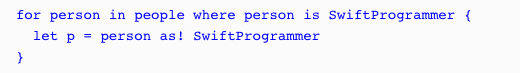 for person in people where person is SwiftProgrammer {
  let p = person as! SwiftProgrammer
}